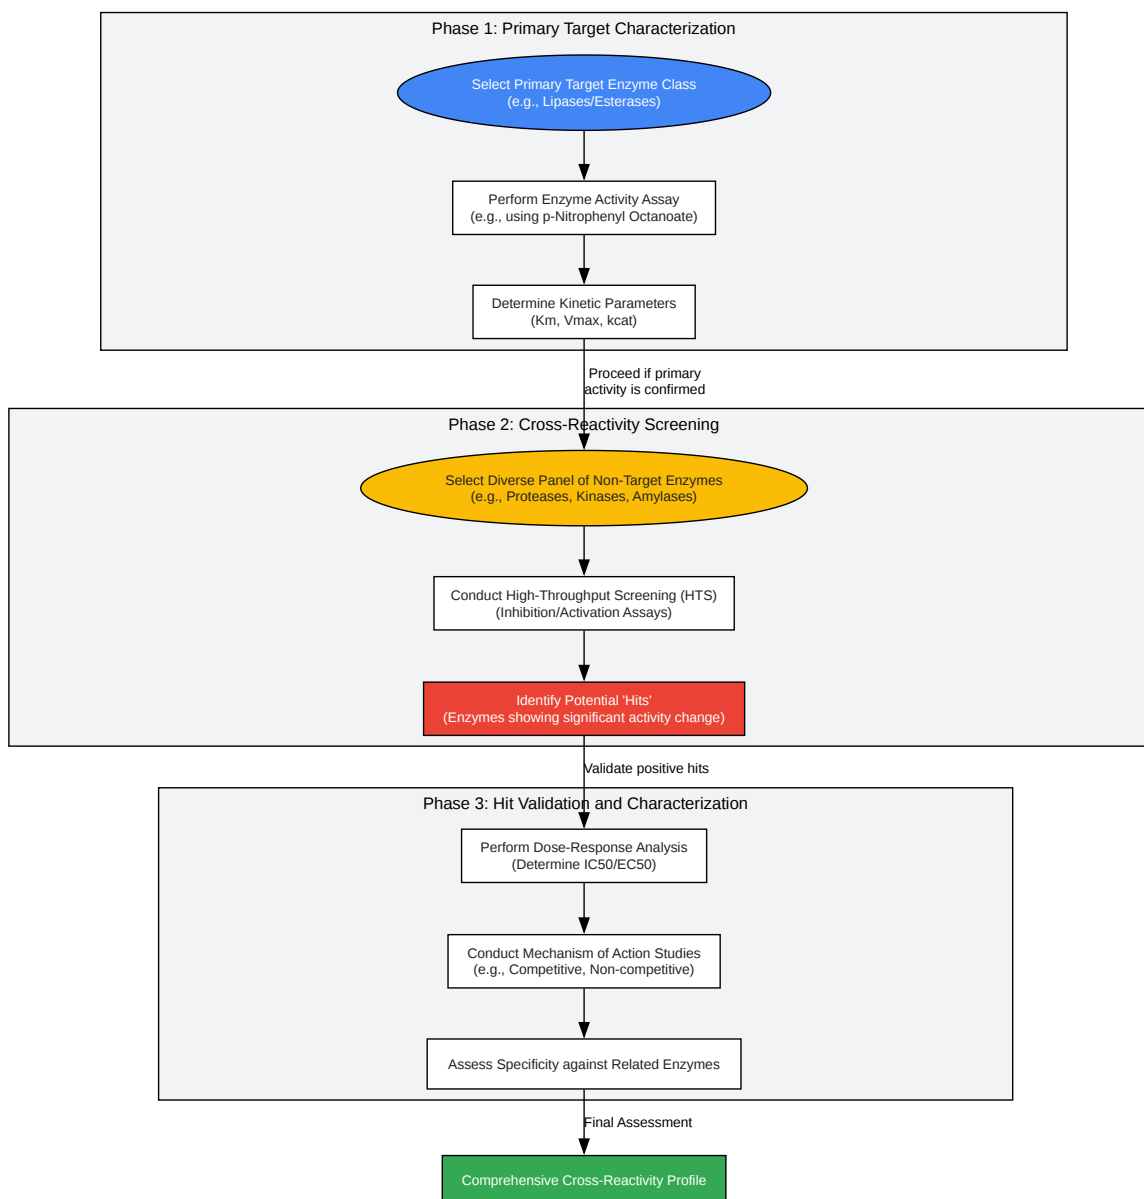 Phase 1: Primary Target Characterization
Select Primary Target Enzyme Class
(e.g., Lipases/Esterases)
Perform Enzyme Activity Assay
(e.g., using p-Nitrophenyl Octanoate)
Determine Kinetic Parameters
(Km, Vmax, kcat)
Proceed if primary
activity is confirmed
Phase 2: Cross-Reactivity Screening
Select Diverse Panel of Non-Target Enzymes
(e.g., Proteases, Kinases, Amylases)
Conduct High-Throughput Screening (HTS)
(Inhibition/Activation Assays)
Identify Potential 'Hits'
(Enzymes showing significant activity change)
Validate positive hits
Phase 3: Hit Validation and Characterization
Perform Dose-Response Analysis
(Determine IC50/EC50)
Conduct Mechanism of Action Studies
(e.g., Competitive, Non-competitive)
Assess Specificity against Related Enzymes
Final Assessment
Comprehensive Cross-Reactivity Profile